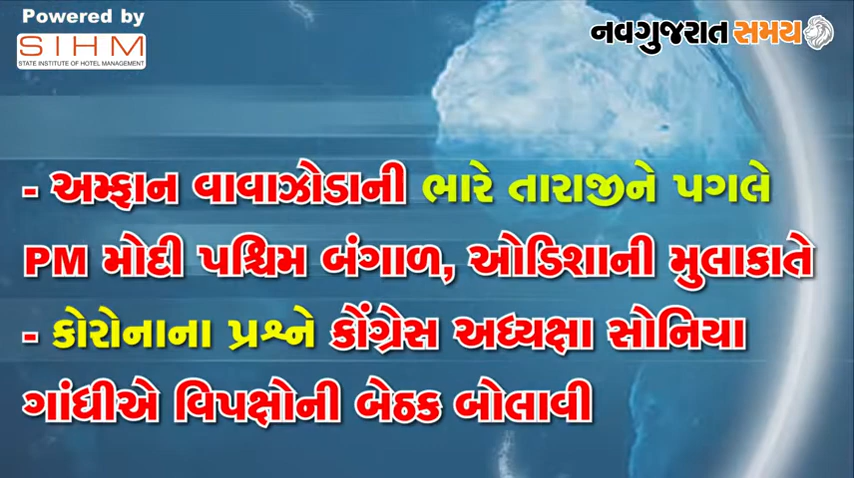 Powered by
SIHM
STATE INSTITUTE OF HOTEL MANAGEMENT
નવગુજરાત સમય
- અમ્ફાન વાવાઝોડાની ભારે તારાજીને પગલે
PM મોદી પશ્ચિમ બંગાળ, ઓડિશાની મુલાકાતે
- કોરોનાના પ્રશ્ને કોંગ્રેસ અધ્યક્ષા સોનિયા
ગાંધીએ વિપક્ષોની બેઠક બોલાવી